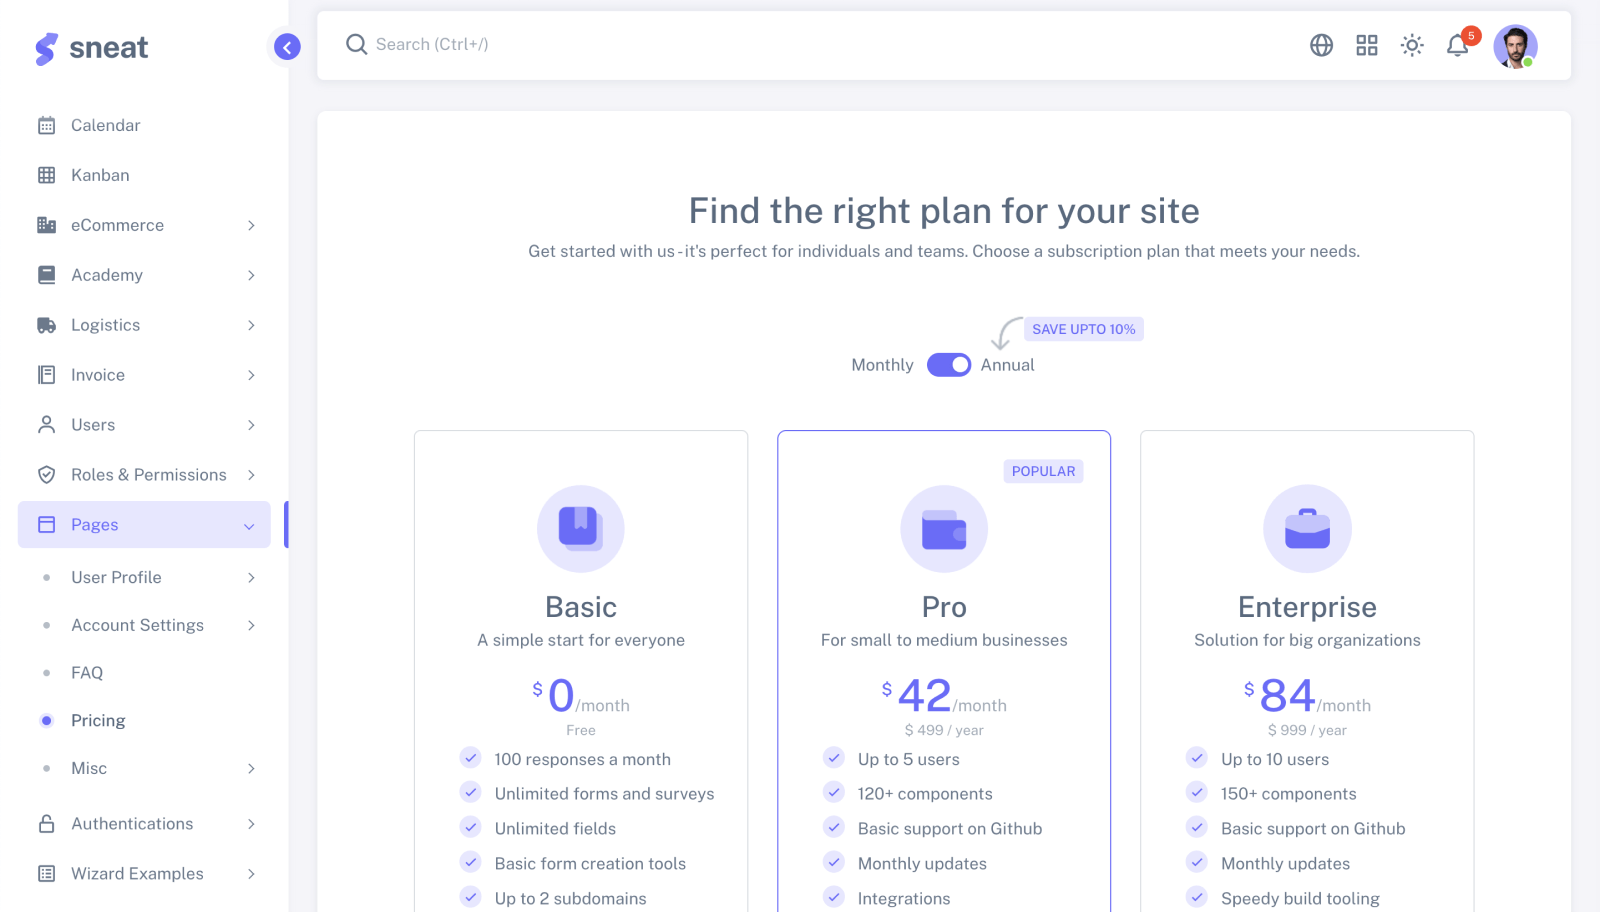 sneat
Search (Ctrl+/)
5
Calendar
Kanban
eCommerce
Academy
Logistics
Invoice
Users
Roles & Permissions
Pages
User Profile
Account Settings
FAQ
Pricing
Misc
Authentications
Wizard Examples
Find the right plan for your site
Get started with us - it's perfect for individuals and teams. Choose a subscription plan that meets your needs.
SAVE UPTO 10%
Monthly
Annual
Basic
A simple start for everyone
$ 0/month
Free
100 responses a month
Unlimited forms and surveys
Unlimited fields
Basic form creation tools
Up to 2 subdomains
POPULAR
Pro
For small to medium businesses
$ 42/month
$ 499 / year
Up to 5 users
120+ components
Basic support on Github
Monthly updates
Integrations
Enterprise
Solution for big organizations
$ 84/month
$ 999 / year
Up to 10 users
150+ components
Basic support on Github
Monthly updates
Speedy build tooling